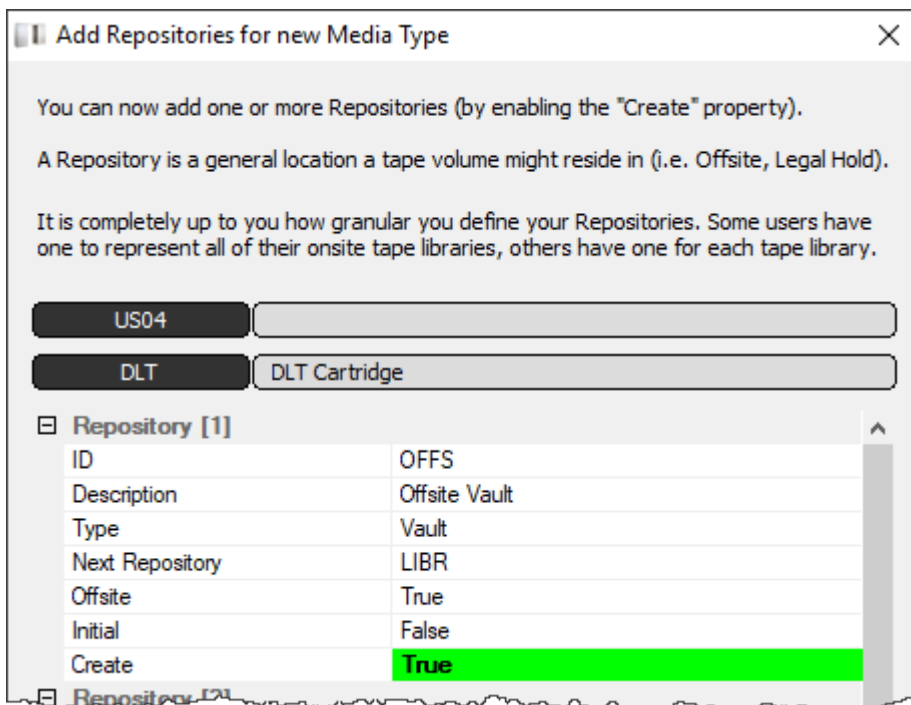 Add Repositories for new Media Type
You can now add one or more Repositories (by enabling the "Create" property).
A Repository is a general location a tape volume might reside in (i.e. Offsite, Legal Hold).
It is completely up to you how granular you define your Repositories. Some users have
one to represent all of their onsite tape libraries, others have one for each tape library.
US04
DLT DLT Cartridge
Repository [1]
ID OFFS
Description Offsite Vault
Type Vault
Next Repository LIBR
Offsite True
Initial False
Create True
Repository [2]